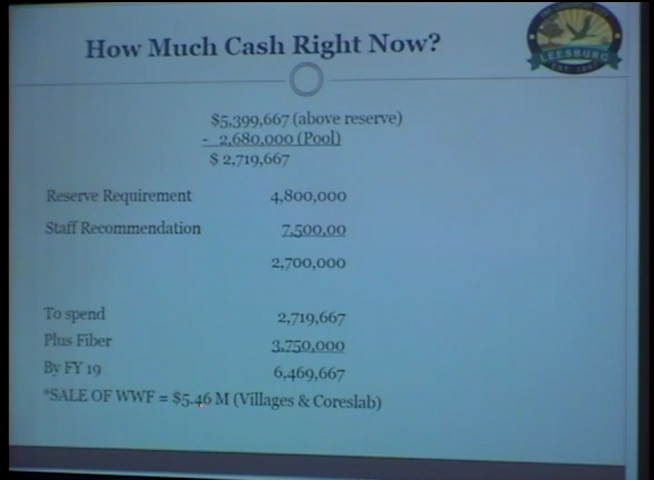 How Much Cash Right Now?
LEESBURG
$5,399,667 (above reserve)
- 2,680,000 (Pool)
$ 2,719,667
Reserve Requirement 4,800,000
Staff Recommendation 7,500,00
2,700,000
To spend 2,719,667
Plus Fiber 3,750,000
By FY 19 6,469,667
*SALE OF WWF = $5.46 M (Villages & Coreslab)